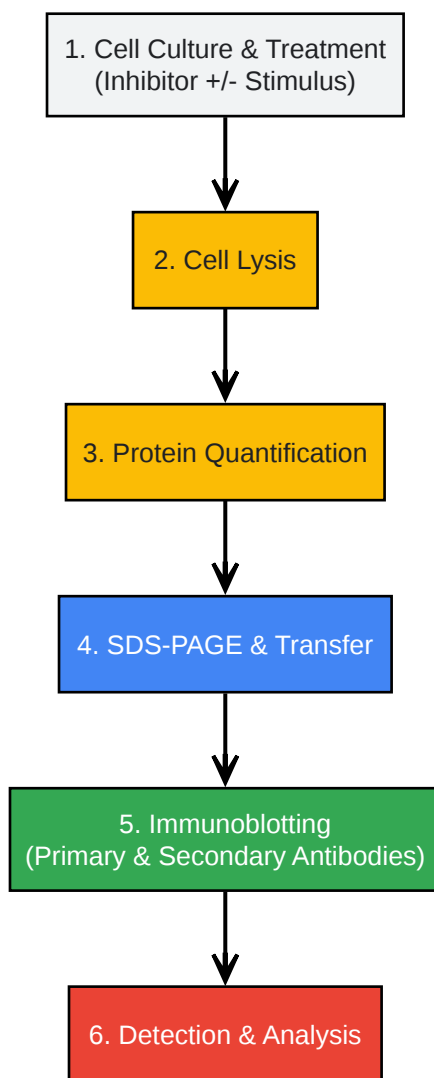 1. Cell Culture & Treatment
(Inhibitor +/- Stimulus)
2. Cell Lysis
3. Protein Quantification
4. SDS-PAGE & Transfer
5. Immunoblotting
(Primary & Secondary Antibodies)
6. Detection & Analysis